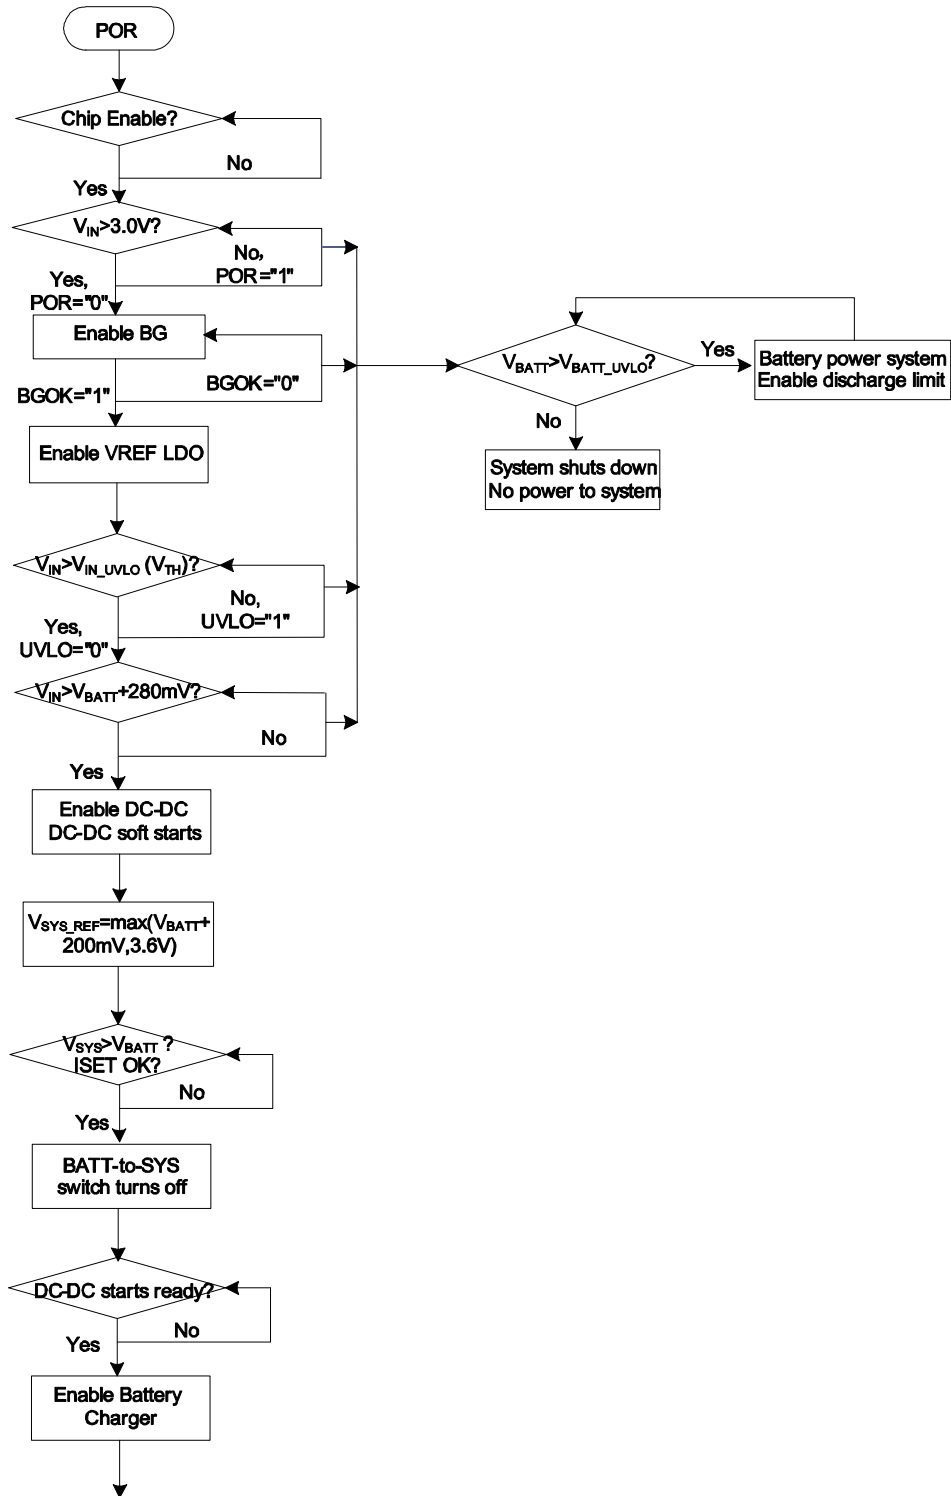 POR
Chip Enable?
No
Yes
VIN>3.0V?
No,
POR="1"
Yes,
POR="0"
Enable BG
BGOK="0"
BGOK="1"
Enable VREF LDO
VIN>VIN_UVLO (VTH)?
No,
UVLO="1"
Yes,
UVLO="0"
VIN>VBATT+280mV?
No
Yes
Enable DC-DC
DC-DC soft starts
VSYS_REF=max(VBATT+
200mV,3.6V)
VSYS>VBATT ?
ISET OK?
No
Yes
BATT-to-SYS
switch turns off
DC-DC starts ready?
No
Yes
Enable Battery
Charger
VBATT>VBATT_UVLO?
Yes
Battery power system
Enable discharge limit
No
System shuts down
No power to system